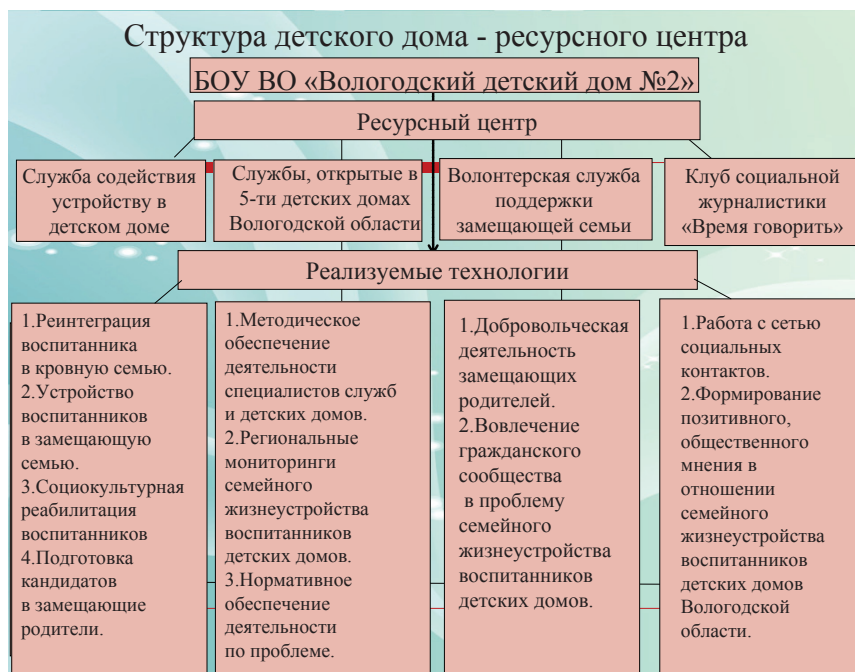 Структура детского дома - ресурсного центра
БОУ ВО «Вологодский детский дом №2»
Ресурсный центр
Служба содействия
устройству в
детском доме
Службы, открытые в
5-ти детских домах
Вологодской области
Волонтерская служба
поддержки
замещающей семьи
Клуб социальной
журналистики
«Время говорить»
Реализуемые технологии
1.Реинтеграция
воспитанника
в кровную семью.
2.Устройство
воспитанников
в замещающую
семью.
3.Социокультурная
реабилитация
воспитанников
4.Подготовка
кандидатов
в замещающие
родители.
1.Методическое
обеспечение
деятельности
специалистов служб
и детских домов.
2.Региональные
мониторинги
семейного
жизнеустройства
воспитанников
детских домов.
3.Нормативное
обеспечение
деятельности
по проблеме.
1.Добровольческая
деятельность
замещающих
родителей.
2.Вовлечение
гражданского
сообщества
в проблему
семейного
жизнеустройства
воспитанников
детских домов.
1.Работа с сетью
социальных
контактов.
2.Формирование
позитивного,
общественного
мнения в
отношении
семейного
жизнеустройства
воспитанников
детских домов
Вологодской
области.